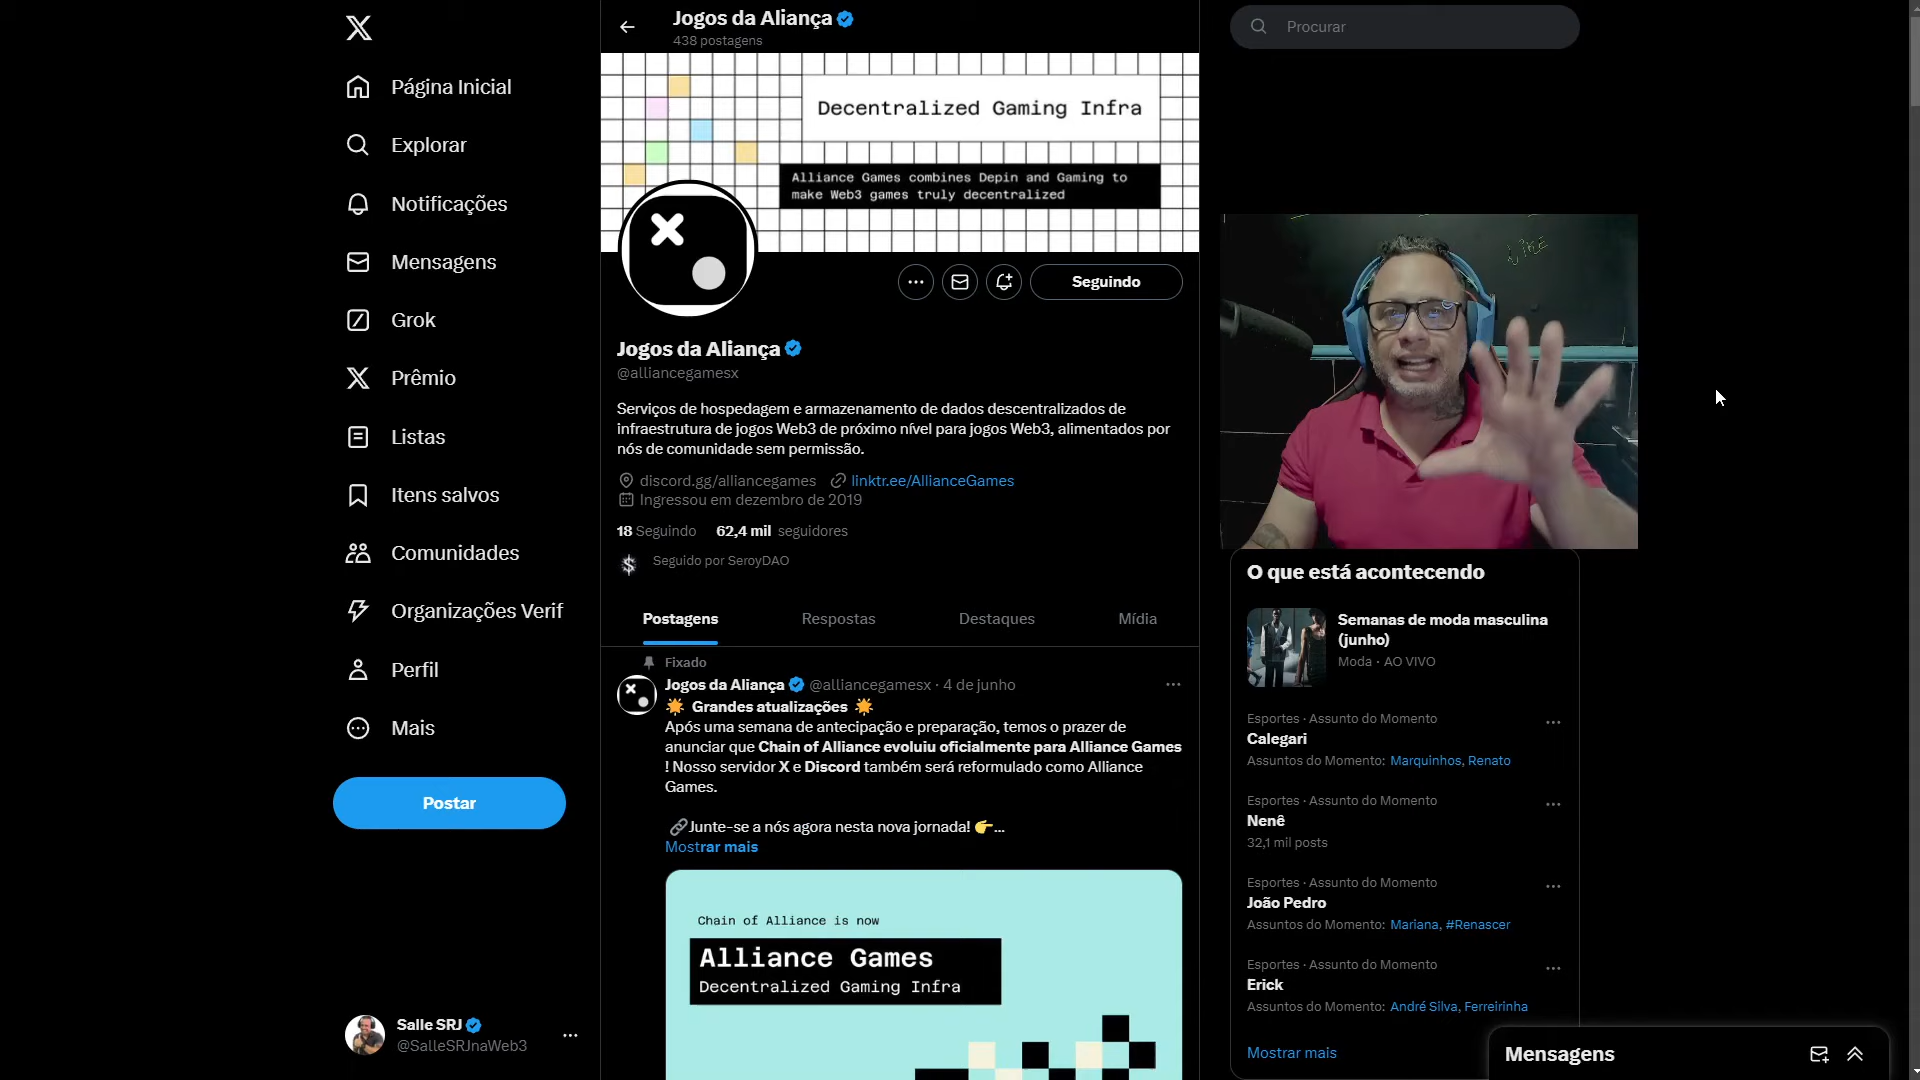 Página Inicial
Explorar
Notificações
Mensagens
Grok
Prêmio
Listas
Itens salvos
Comunidades
Organizações Verif
Perfil
Mais
Postar
Salle SRJ
@SalleSRJnaWeb3
Jogos da Aliança
438 postagens
Decentralized Gaming Infra
Alliance Games combines Depin and Gaming to
make Web3 games truly decentralized
Seguindo
Jogos da Aliança
@alliancegamesx
Serviços de hospedagem e armazenamento de dados descentralizados de
infraestrutura de jogos Web3 de próximo nível para jogos Web3, alimentados por
nós de comunidade sem permissão.
discord.gg/alliancegames linktr.ee/AllianceGames
Ingressou em dezembro de 2019
18 Seguindo 62,4 mil seguidores
Seguido por SeroyDAO
Postagens Respostas Destaques Mídia
Fixado
Jogos da Aliança @alliancegamesx · 4 de junho
🌟 Grandes atualizações 🌟
Após uma semana de antecipação e preparação, temos o prazer de
anunciar que Chain of Alliance evoluiu oficialmente para Alliance Games
! Nosso servidor X e Discord também será reformulado como Alliance
Games.
🔗Junte-se a nós agora nesta nova jornada! 👉...
Mostrar mais
Chain of Alliance is now
Alliance Games
Decentralized Gaming Infra
Procurar
LIKE
O que está acontecendo
Semanas de moda masculina
(junho)
Moda · AO VIVO
Esportes · Assunto do Momento
Calegari
Assuntos do Momento: Marquinhos, Renato
Esportes · Assunto do Momento
Nenê
32,1 mil posts
Esportes · Assunto do Momento
João Pedro
Assuntos do Momento: Mariana, #Renascer
Esportes · Assunto do Momento
Erick
Assuntos do Momento: André Silva, Ferreirinha
Mostrar mais
Mensagens